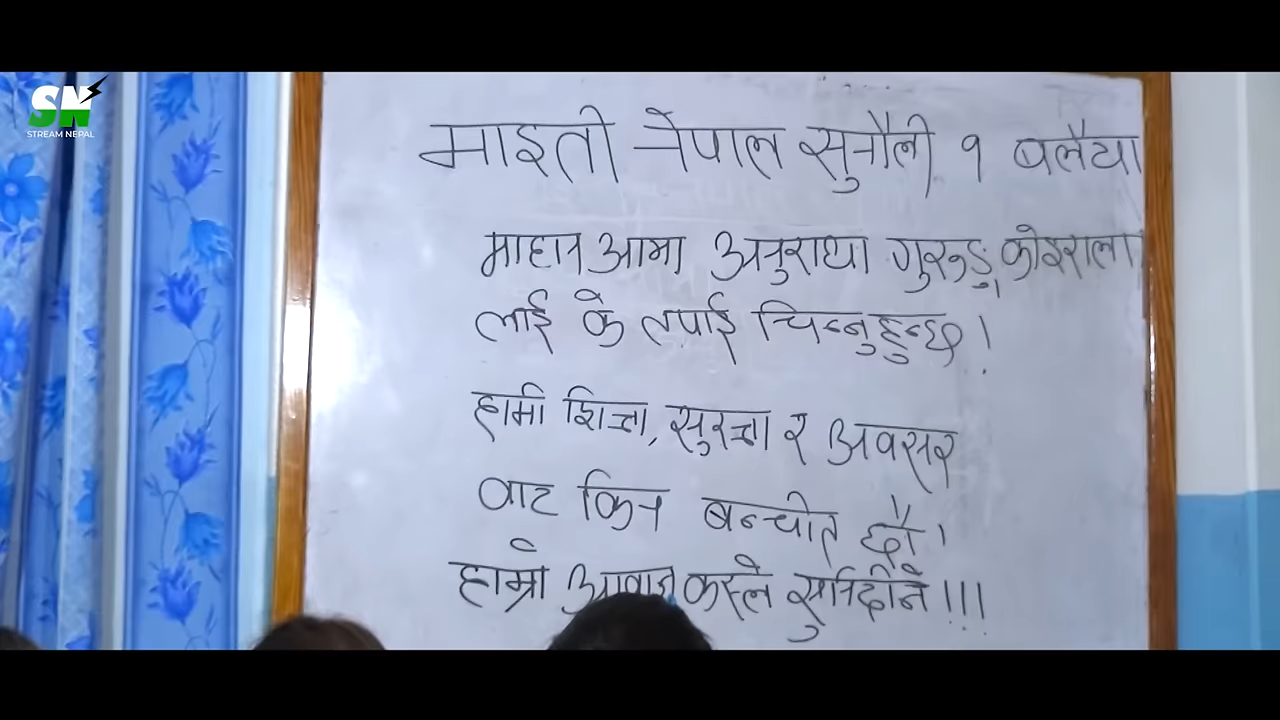 SN
STREAM NEPAL
माइती नेपाल सुनौली १ बलैया
माहान आमा अनुराधा गुरुङ्ग कोइराला
लाई के तपाई चिन्नुहुन्छ।
हामी शिक्षा, सुरक्षा र अवसर
वाट किन बन्चीत छौ।
हाम्रो आवाज कस्ले सुनिदीने!!!